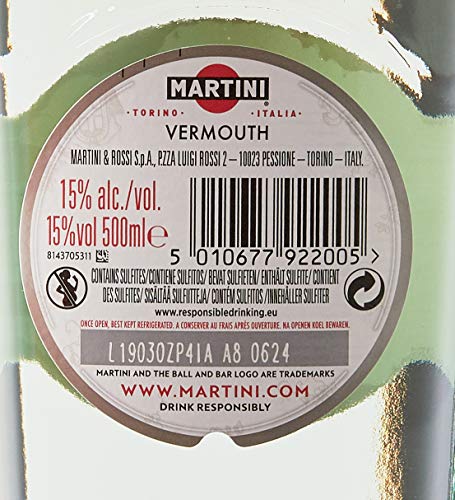 MARTINI
®
TORINO ITALIA
VERMOUTH
MARTINI & ROSSI S.p.A., P.ZZA LUIGI ROSSI 2 – 10023 PESSIONE – TORINO – ITALY.
15% alc./vol.
15%vol 500ml℮
8143705311
5 010677 922005 >
CONTAINS SULFITES/CONTIENE SULFITOS/ BEVAT SULFIETEN/ ENTHÄLT SULFITE/ CONTIENT
DES SULFITES/ SISÄLTÄÄ SULFIITTEJA/ CONTÉM SULFITOS/INNEHÅLLER SULFITER
www.responsibledrinking.eu
ONCE OPEN, BEST KEPT REFRIGERATED. A CONSERVER AU FRAIS APRÈS OUVERTURE. NA OPENEN KOEL BEWAREN.
L19030ZP41A A8 0624
MARTINI AND THE BALL AND BAR LOGO ARE TRADEMARKS
WWW.MARTINI.COM
DRINK RESPONSIBLY